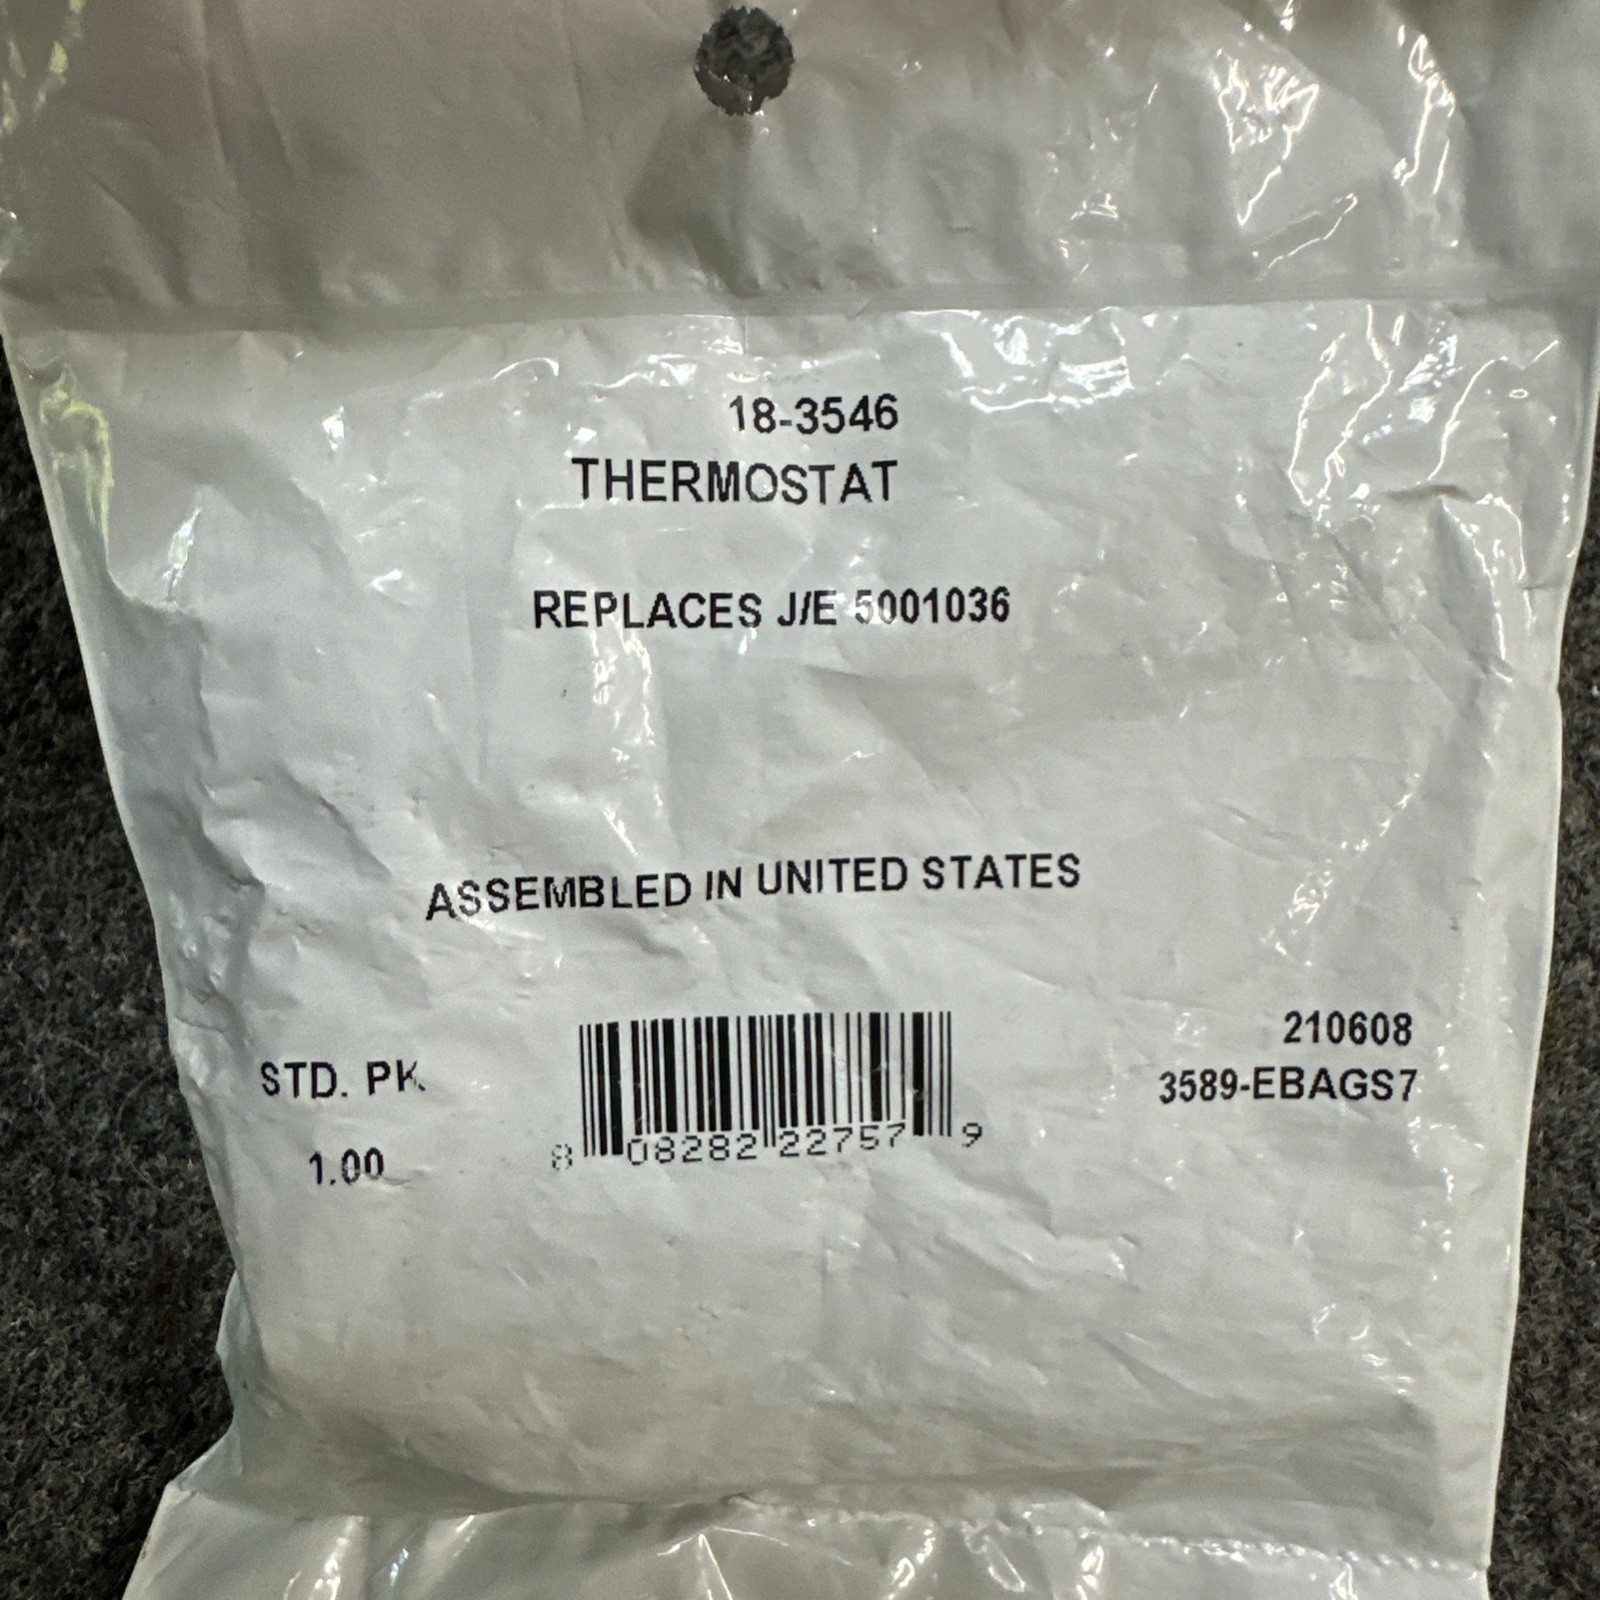 18-3546
THERMOSTAT
REPLACES J/E 5001036
ASSEMBLED IN UNITED STATES
210608
STD. PK.
3589-EBAGS7
8 08282 22757 9
1.00